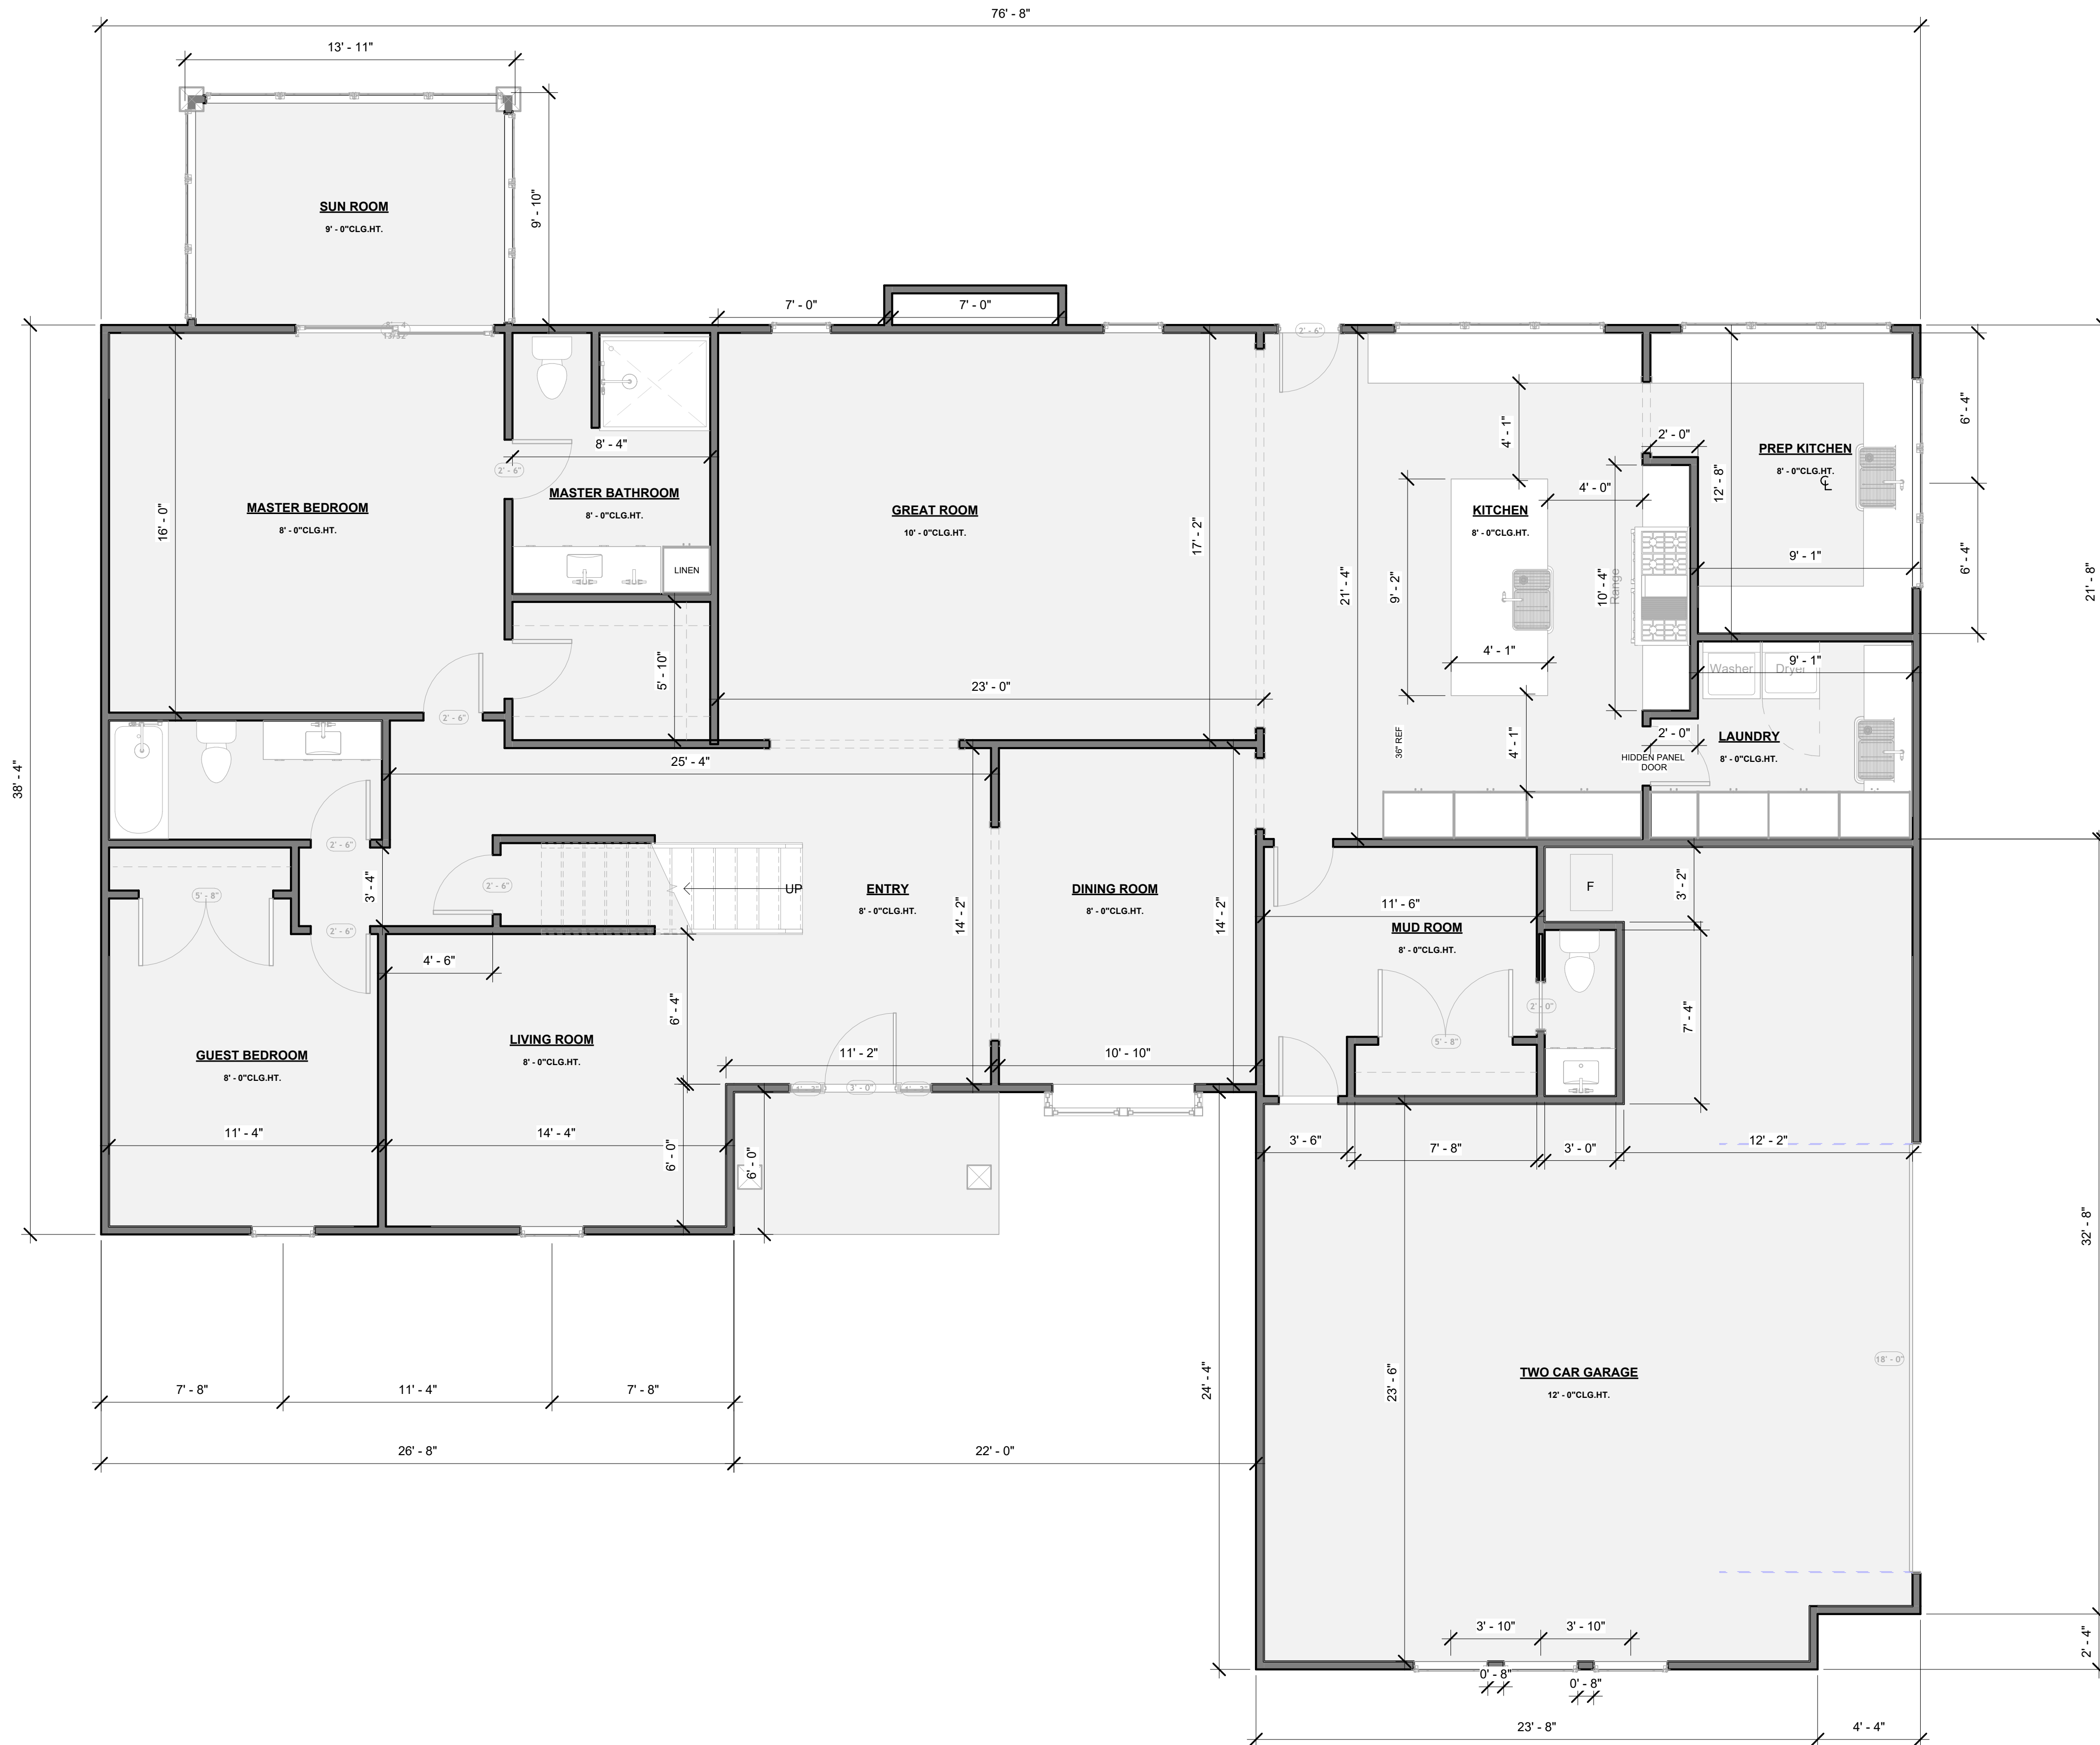 76' - 8"
13' - 11"
SUN ROOM
9' - 0"CLG.HT.
9' - 10"
7' - 0"
7' - 0"
2' - 6"
MASTER BEDROOM
8' - 0"CLG.HT.
16' - 0"
8' - 4"
2' - 6"
MASTER BATHROOM
8' - 0"CLG.HT.
LINEN
5' - 10"
2' - 6"
GREAT ROOM
10' - 0"CLG.HT.
17' - 2"
23' - 0"
21' - 4"
4' - 1"
KITCHEN
8' - 0"CLG.HT.
4' - 0"
9' - 2"
4' - 1"
10' - 4"
Range
4' - 1"
36" REF
2' - 0"
PREP KITCHEN
8' - 0"CLG.HT.
CL
12' - 8"
9' - 1"
6' - 4"
6' - 4"
21' - 8"
Washer
Dryer
9' - 1"
LAUNDRY
8' - 0"CLG.HT.
2' - 0"
HIDDEN PANEL
DOOR
38' - 4"
25' - 4"
2' - 6"
3' - 4"
5' - 8"
2' - 6"
2' - 6"
UP
ENTRY
8' - 0"CLG.HT.
14' - 2"
DINING ROOM
8' - 0"CLG.HT.
14' - 2"
11' - 6"
MUD ROOM
8' - 0"CLG.HT.
F
3' - 2"
7' - 4"
2' - 0"
5' - 8"
4' - 6"
6' - 4"
GUEST BEDROOM
8' - 0"CLG.HT.
LIVING ROOM
8' - 0"CLG.HT.
11' - 2"
10' - 10"
3' - 0"
11' - 4"
14' - 4"
6' - 0"
6' - 0"
3' - 6"
7' - 8"
3' - 0"
12' - 2"
32' - 8"
24' - 4"
23' - 6"
TWO CAR GARAGE
12' - 0"CLG.HT.
18' - 0"
7' - 8"
11' - 4"
7' - 8"
26' - 8"
22' - 0"
3' - 10"
3' - 10"
0' - 8"
0' - 8"
2' - 4"
23' - 8"
4' - 4"